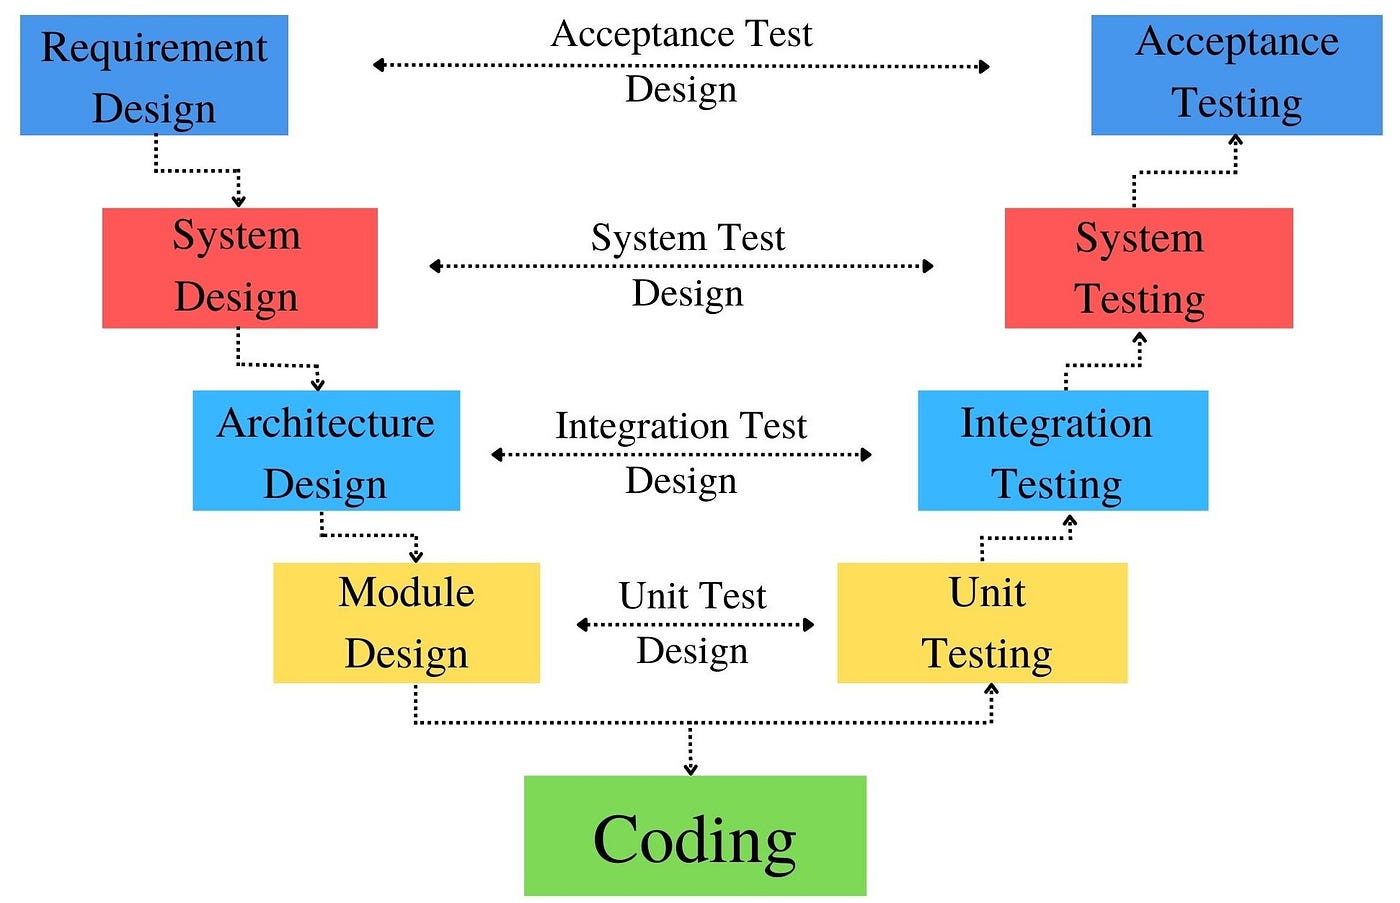 Requirement
Design
Acceptance Test
Design
Acceptance
Testing
System
Design
System Test
Design
System
Testing
Architecture
Design
Integration Test
Design
Integration
Testing
Module
Design
Unit Test
Design
Unit
Testing
Coding